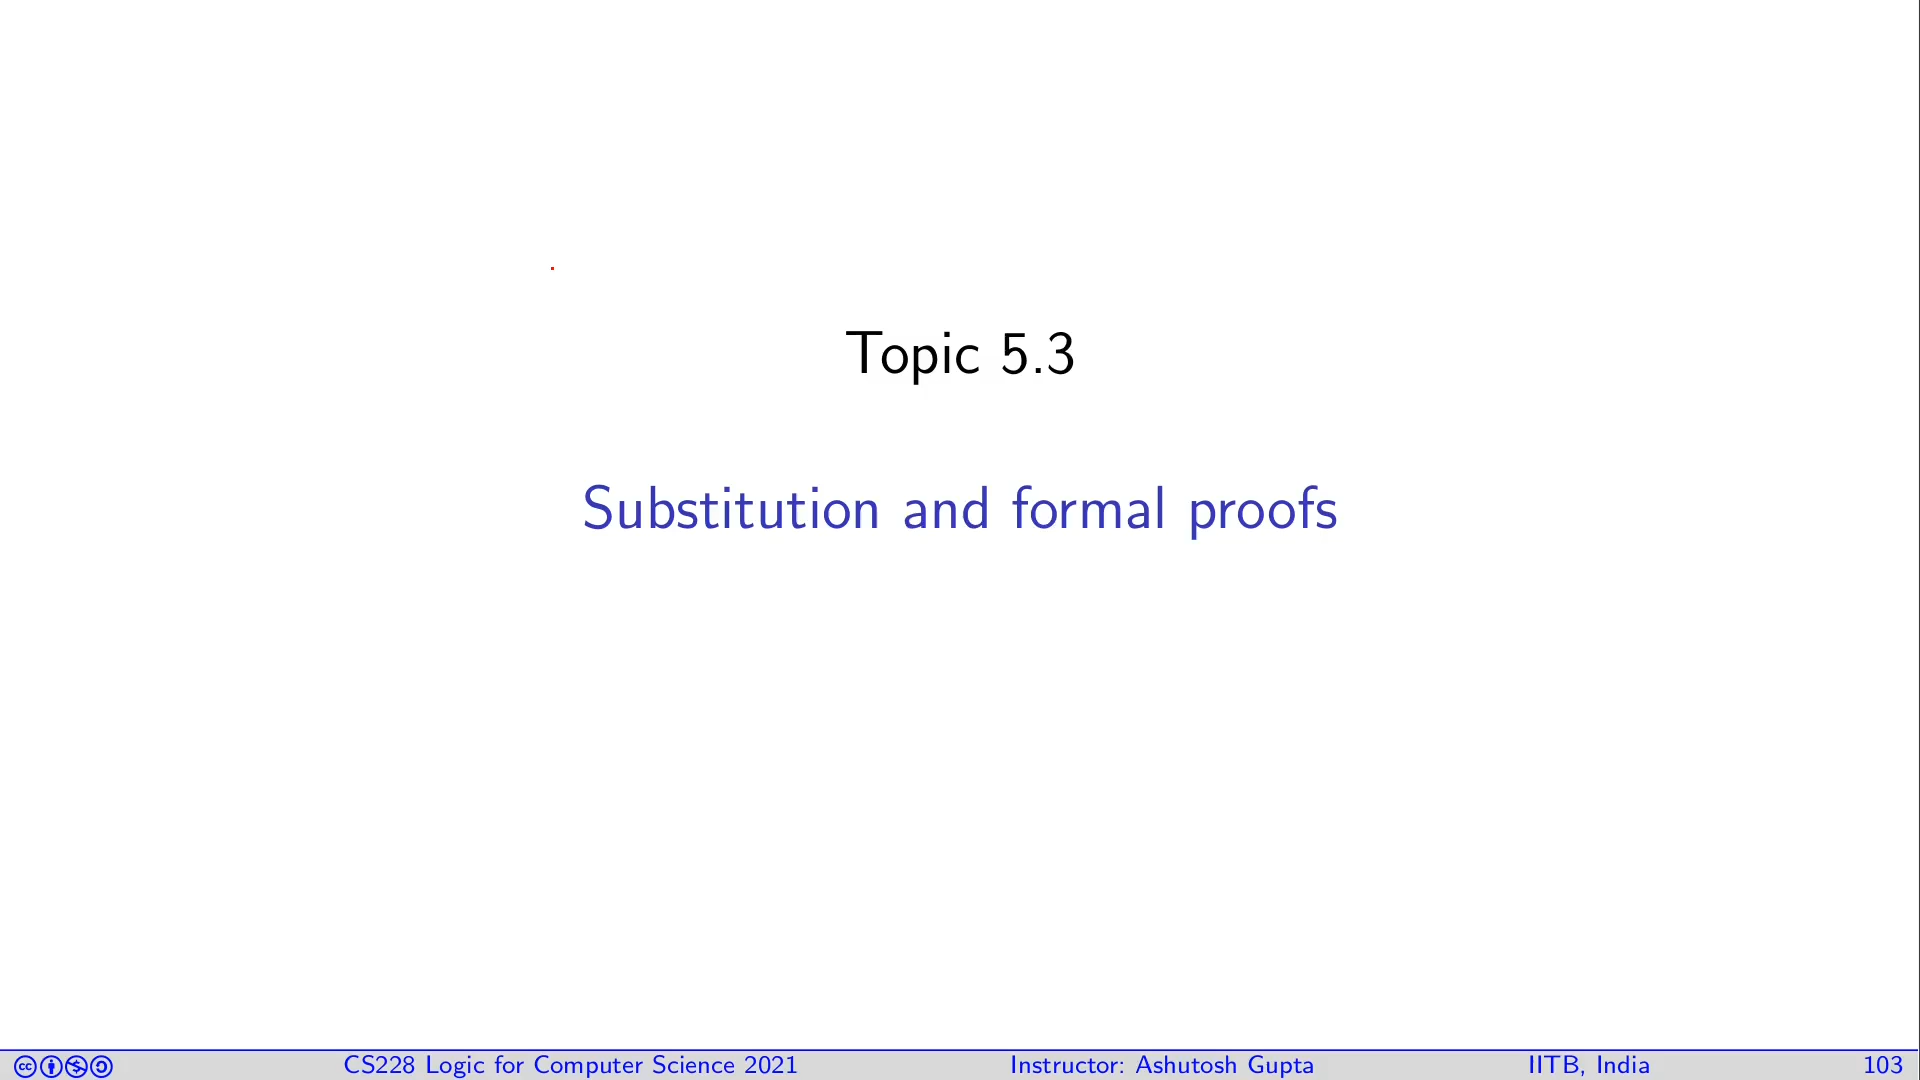 Topic 5.3
Substitution and formal proofs
CS228 Logic for Computer Science 2021 Instructor: Ashutosh Gupta IITB, India 103